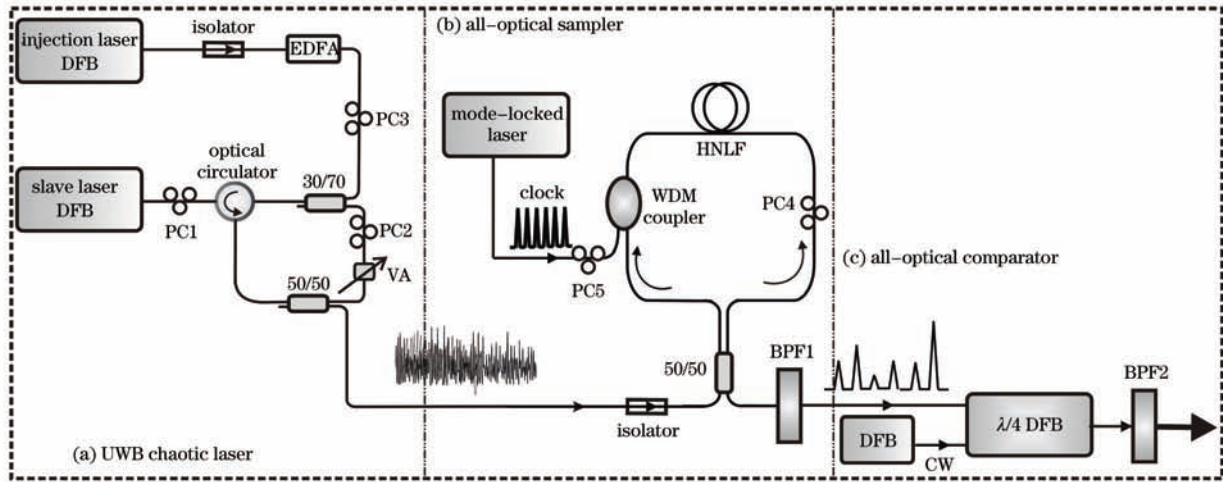 injection laser
DFB
isolator
EDFA
PC3
slave laser
DFB
PC1
optical
circulator
30/70
PC2
VA
50/50
(a) UWB chaotic laser
(b) all-optical sampler
mode-locked
laser
clock
PC5
WDM
coupler
HNLF
PC4
50/50
isolator
BPF1
(c) all-optical comparator
DFB
CW
λ/4 DFB
BPF2